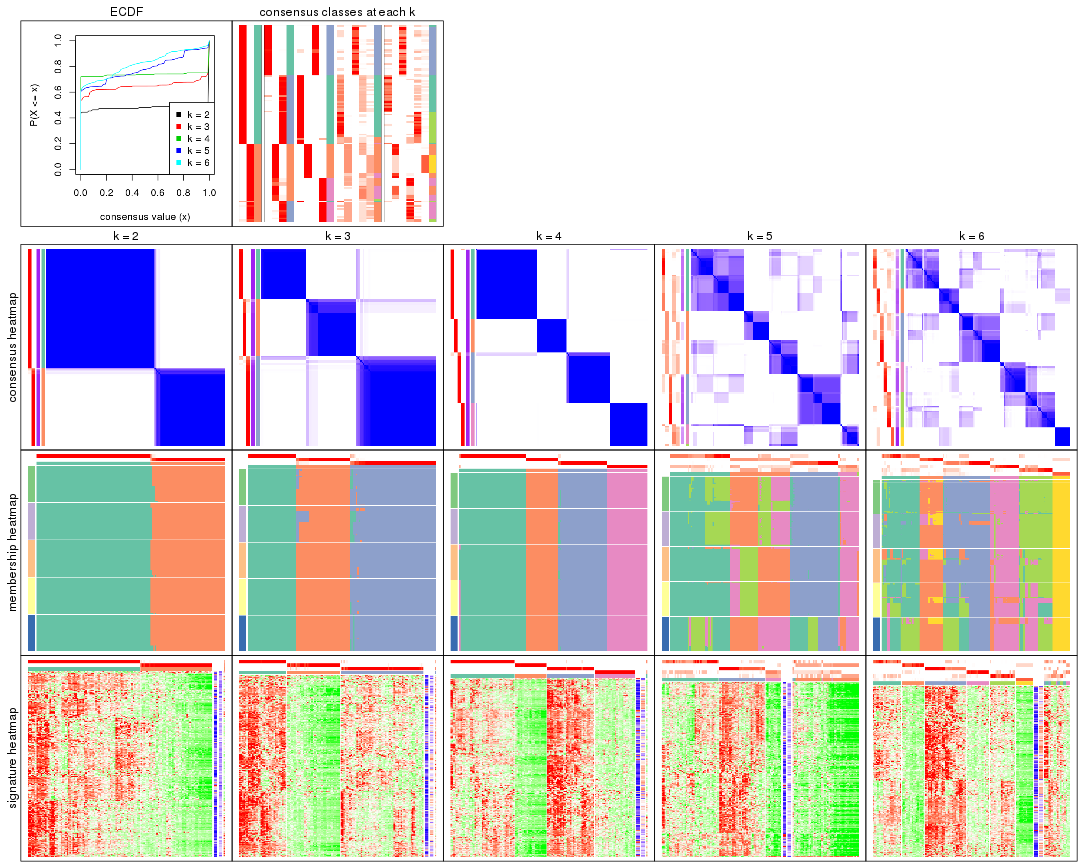 ECDF
consensus classes at each k
P(X <= x)
0.0
0.2
0.4
0.6
0.8
1.0
k = 2
k = 3
k = 4
k = 5
k = 6
0.0 0.2 0.4 0.6 0.8 1.0
consensus value (x)
k = 2
k = 3
k = 4
k = 5
k = 6
consensus heatmap
membership heatmap
signature heatmap